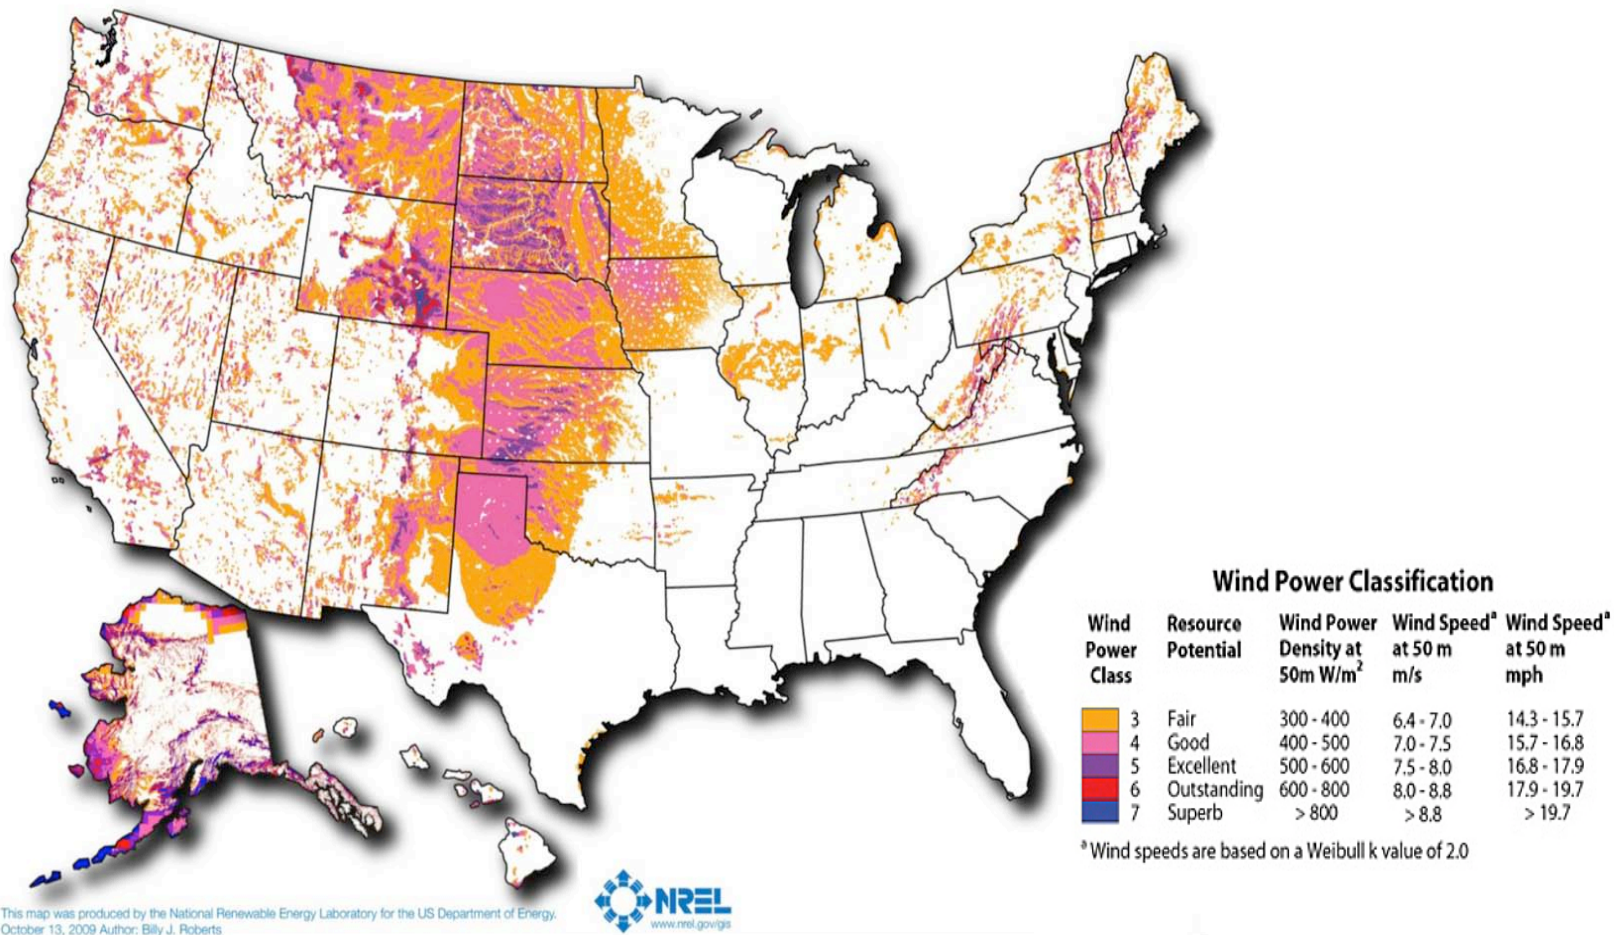 Wind Power Classification
Wind Power Class Resource Potential Wind Power Density at 50m W/m² Wind Speedᵃ at 50 m m/s Wind Speedᵃ at 50 m mph
3 Fair 300 - 400 6.4 - 7.0 14.3 - 15.7
4 Good 400 - 500 7.0 - 7.5 15.7 - 16.8
5 Excellent 500 - 600 7.5 - 8.0 16.8 - 17.9
6 Outstanding 600 - 800 8.0 - 8.8 17.9 - 19.7
7 Superb > 800 > 8.8 > 19.7
ᵃ Wind speeds are based on a Weibull k value of 2.0
NREL
www.nrel.gov/gis
This map was produced by the National Renewable Energy Laboratory for the US Department of Energy.
October 13, 2009 Author: Billy J. Roberts